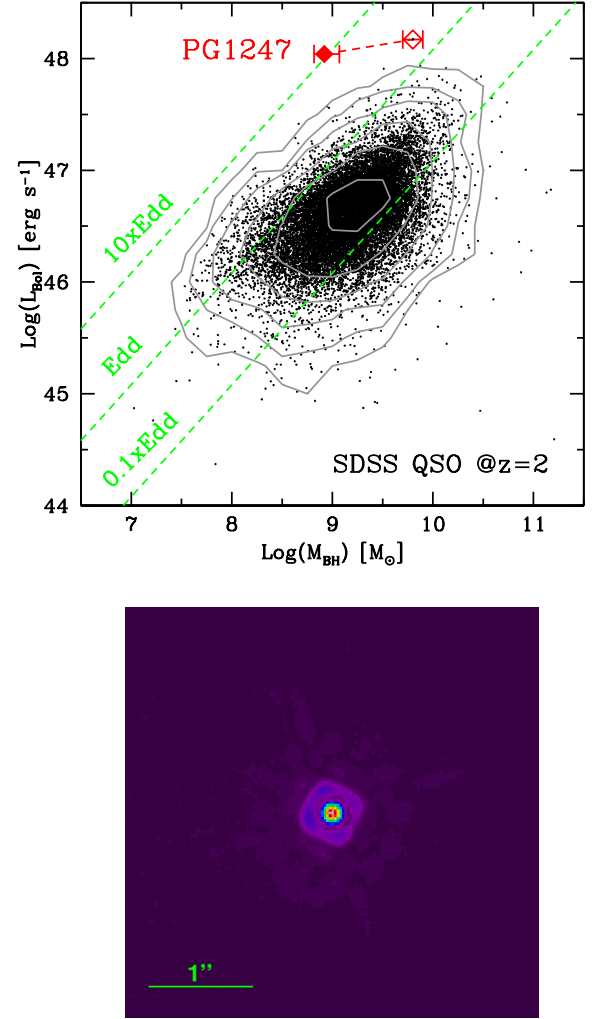 48
47
46
45
44
Log(L_Bol) [erg s⁻¹]
PG1247
10xEdd
Edd
0.1xEdd
SDSS QSO @z=2
7 8 9 10 11
Log(M_BH) [M_⊙]
1”